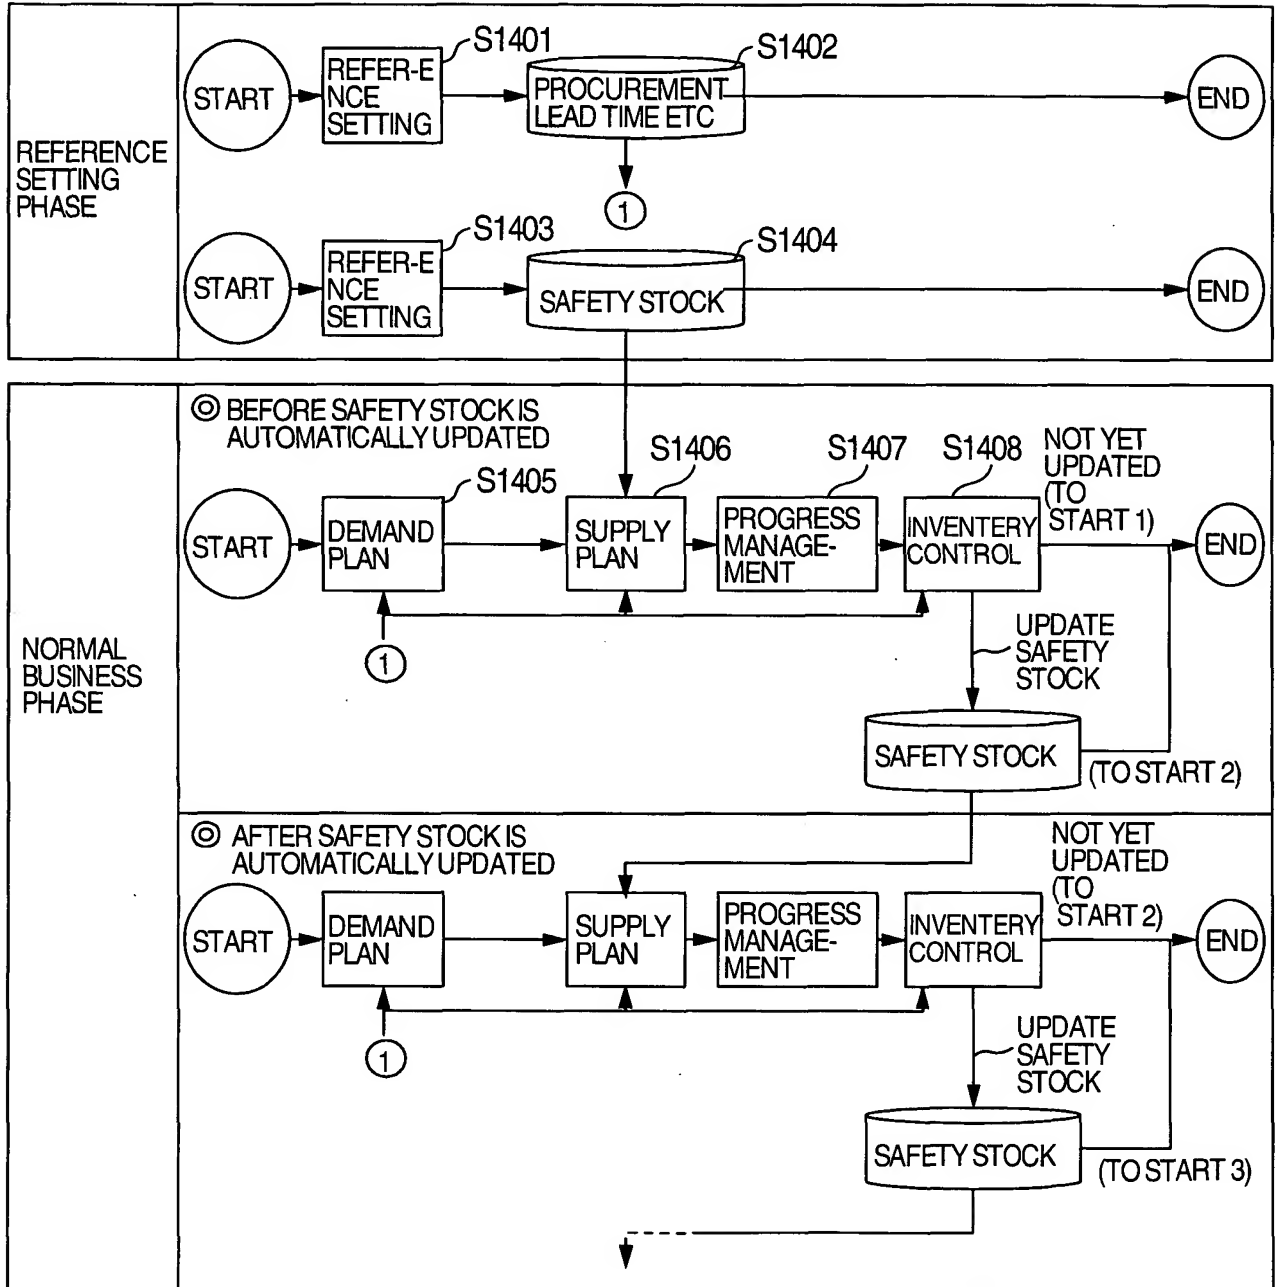 REFERENCE
SETTING
PHASE
START
REFER-E
NCE
SETTING
S1401
PROCUREMENT
LEAD TIME ETC
S1402
END
1
START
REFER-E
NCE
SETTING
S1403
SAFETY STOCK
S1404
END
NORMAL
BUSINESS
PHASE
◎ BEFORE SAFETY STOCK IS
AUTOMATICALLY UPDATED
START
DEMAND
PLAN
S1405
SUPPLY
PLAN
S1406
PROGRESS
MANAGE-
MENT
S1407
INVENTERY
CONTROL
S1408
NOT YET
UPDATED
(TO
START 1)
END
1
UPDATE
SAFETY
STOCK
SAFETY STOCK
(TO START 2)
◎ AFTER SAFETY STOCK IS
AUTOMATICALLY UPDATED
START
DEMAND
PLAN
SUPPLY
PLAN
PROGRESS
MANAGE-
MENT
INVENTERY
CONTROL
NOT YET
UPDATED
(TO
START 2)
END
1
UPDATE
SAFETY
STOCK
SAFETY STOCK
(TO START 3)